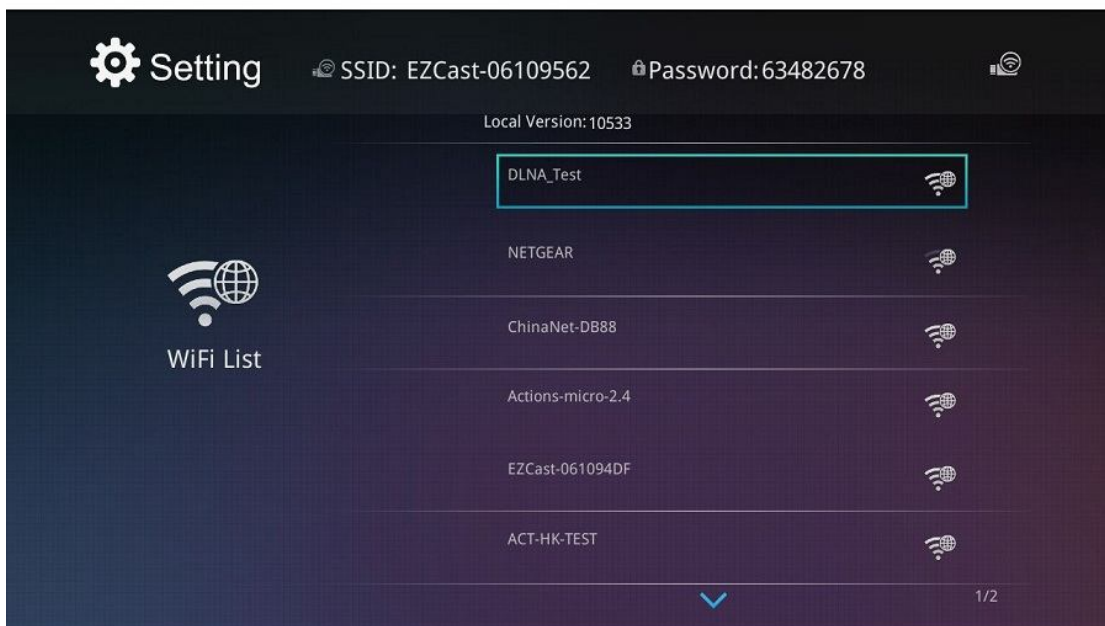 Setting SSID: EZCast-06109562 Password:63482678
Local Version:10533
DLNA_Test
NETGEAR
ChinaNet-DB88
WiFi List
Actions-micro-2.4
EZCast-061094DF
ACT-HK-TEST
1/2